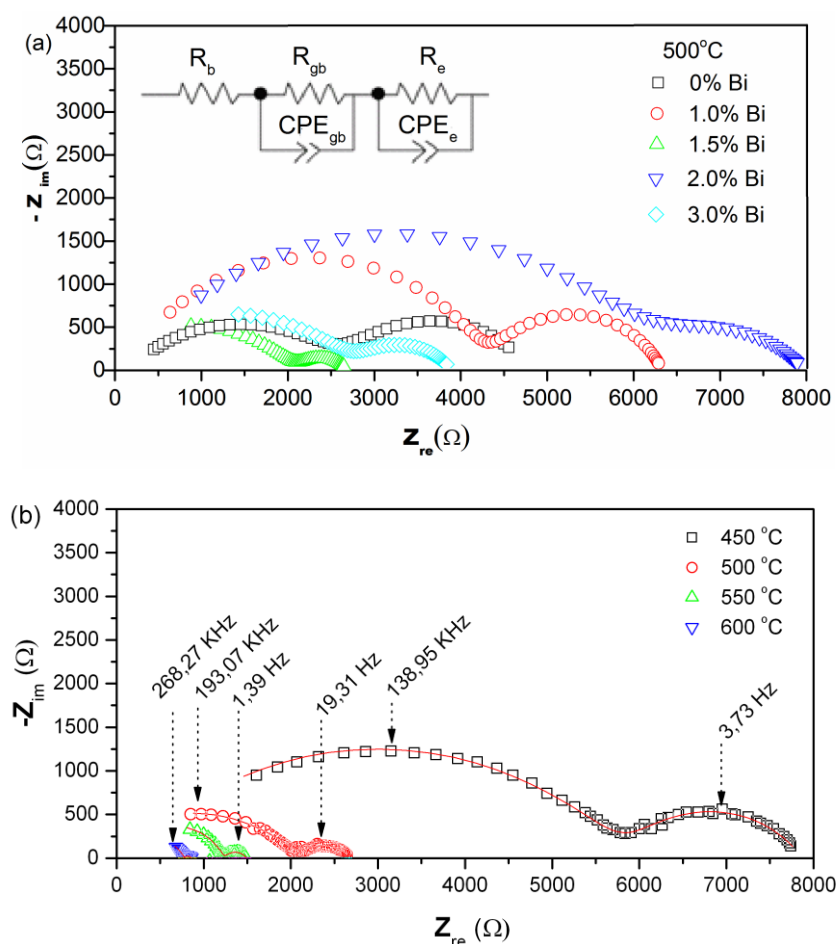 (a)
500°C
0% Bi
1.0% Bi
1.5% Bi
2.0% Bi
3.0% Bi
R_b
R_gb
R_e
CPE_gb
CPE_e
4000
3500
3000
2500
2000
1500
1000
500
0
- Z_im(Ω)
1000 2000 3000 4000 5000 6000 7000 8000
Z_re(Ω)
(b)
450 °C
500 °C
550 °C
600 °C
268,27 KHz
193,07 KHz
1,39 Hz
19,31 Hz
138,95 KHz
3,73 Hz
4000
3500
3000
2500
2000
1500
1000
500
0
-Z_im (Ω)
0 1000 2000 3000 4000 5000 6000 7000 8000
Z_re (Ω)